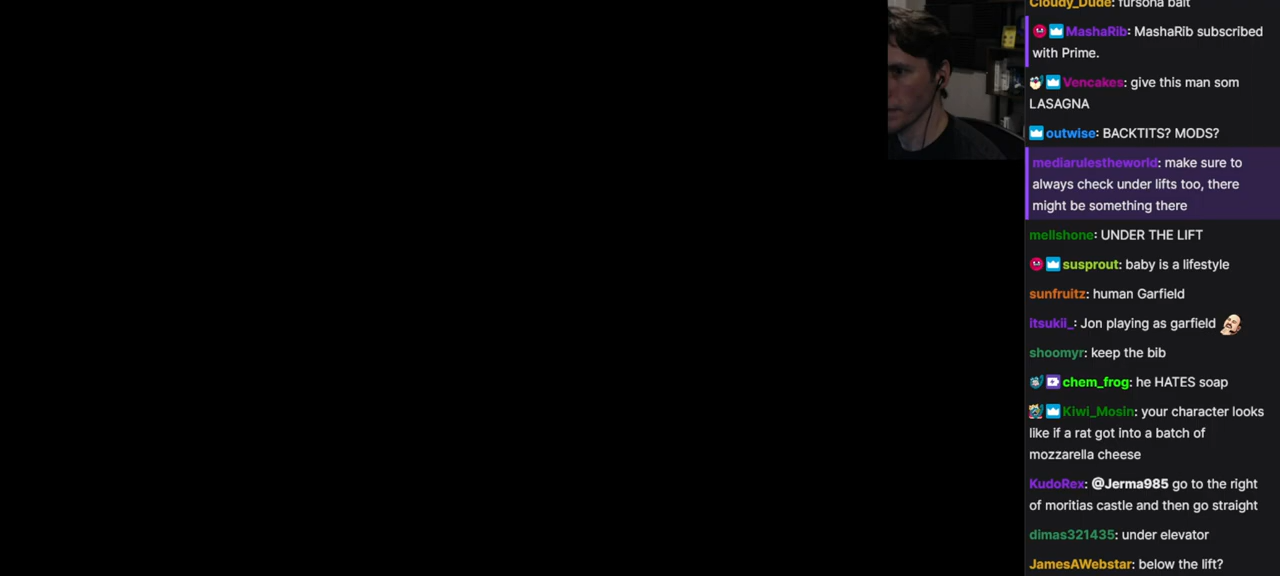 Cloudy_Dude: fursona bait
MashaRib: MashaRib subscribed
with Prime.
Vencakes: give this man som
LASAGNA
outwise: BACKTITS? MODS?
mediarulestheworld: make sure to
always check under lifts too, there
might be something there
mellshone: UNDER THE LIFT
susprout: baby is a lifestyle
sunfruitz: human Garfield
itsukii_: Jon playing as garfield
shoomyr: keep the bib
chem_frog: he HATES soap
Kiwi_Mosin: your character looks
like if a rat got into a batch of
mozzarella cheese
KudoRex: @Jerma985 go to the right
of moritias castle and then go straight
dimas321435: under elevator
JamesAWebstar: below the lift?